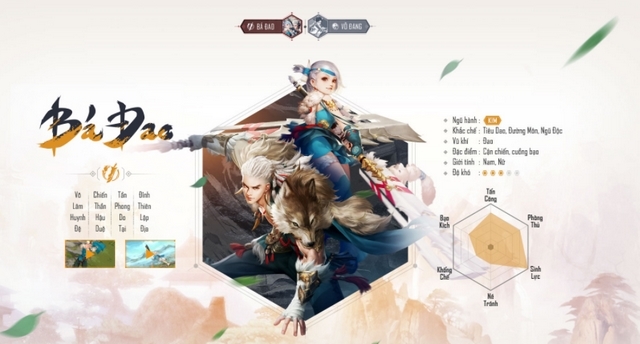 BÁ ĐAO
VÕ ĐANG
Bá Đao
Võ Chiến Tấn Đỉnh
Lâm Thần Phong Thiên
Huynh Hậu Do Lập
Đệ Duệ Tại Địa
Ngũ hành : KIM
Khắc chế : Tiêu Dao, Đường Môn, Ngũ Độc
Vũ khí : Đao
Đặc điểm : Cận chiến, cuồng bạo
Giới tính : Nam, Nữ
Độ khó :
Tấn
Công
Phòng
Thủ
Sinh
Lực
Né
Tránh
Khống
Chế
Bạo
Kích